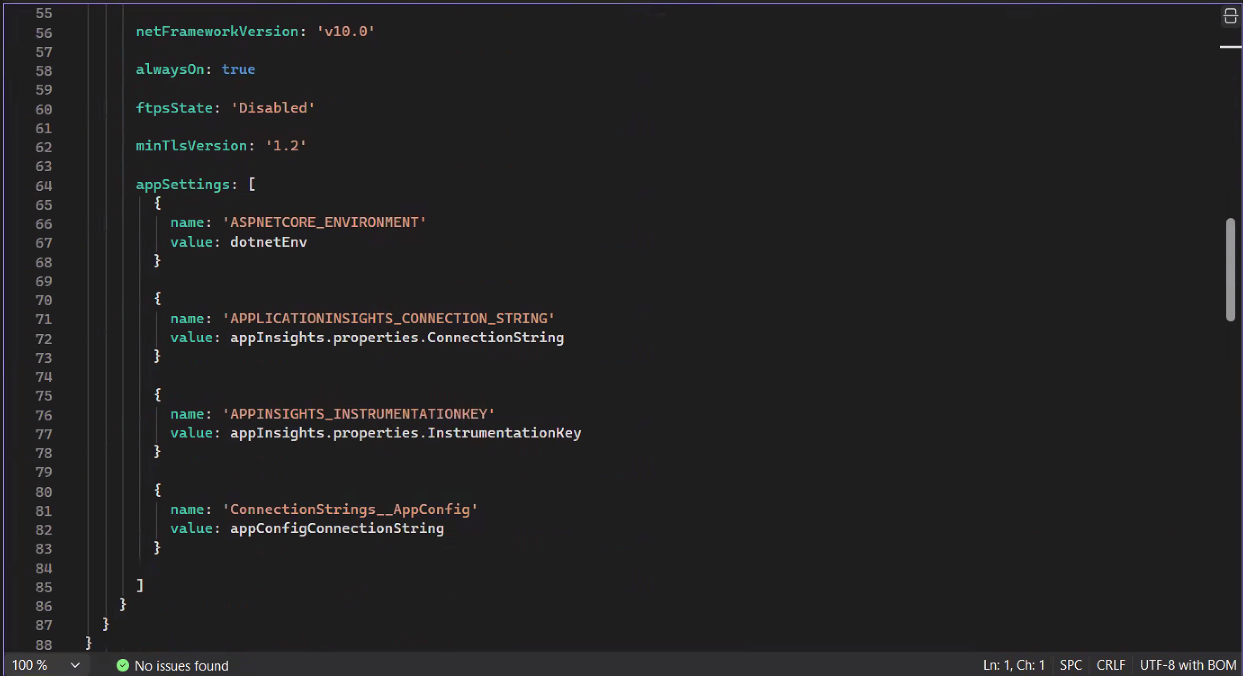 55
56 netFrameworkVersion: 'v10.0'
57
58 alwaysOn: true
59
60 ftpsState: 'Disabled'
61
62 minTlsVersion: '1.2'
63
64 appSettings: [
65 {
66 name: 'ASPNETCORE_ENVIRONMENT'
67 value: dotnetEnv
68 }
69
70 {
71 name: 'APPLICATIONINSIGHTS_CONNECTION_STRING'
72 value: appInsights.properties.ConnectionString
73 }
74
75 {
76 name: 'APPINSIGHTS_INSTRUMENTATIONKEY'
77 value: appInsights.properties.InstrumentationKey
78 }
79
80 {
81 name: 'ConnectionStrings__AppConfig'
82 value: appConfigConnectionString
83 }
84
85 ]
86 }
87 }
88 }
100 % No issues found Ln: 1, Ch: 1 SPC CRLF UTF-8 with BOM